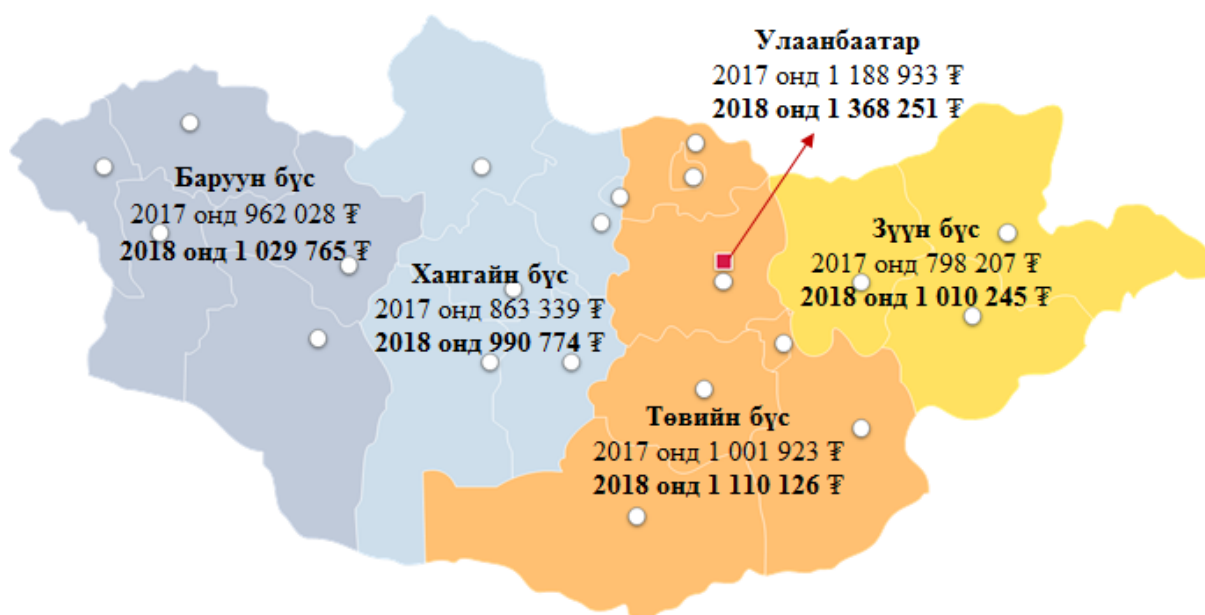 Улаанбаатар
2017 онд 1 188 933 ₮
2018 онд 1 368 251 ₮
Баруун бүс
2017 онд 962 028 ₮
2018 онд 1 029 765 ₮
Хангайн бүс
2017 онд 863 339 ₮
2018 онд 990 774 ₮
Зүүн бүс
2017 онд 798 207 ₮
2018 онд 1 010 245 ₮
Төвийн бүс
2017 онд 1 001 923 ₮
2018 онд 1 110 126 ₮